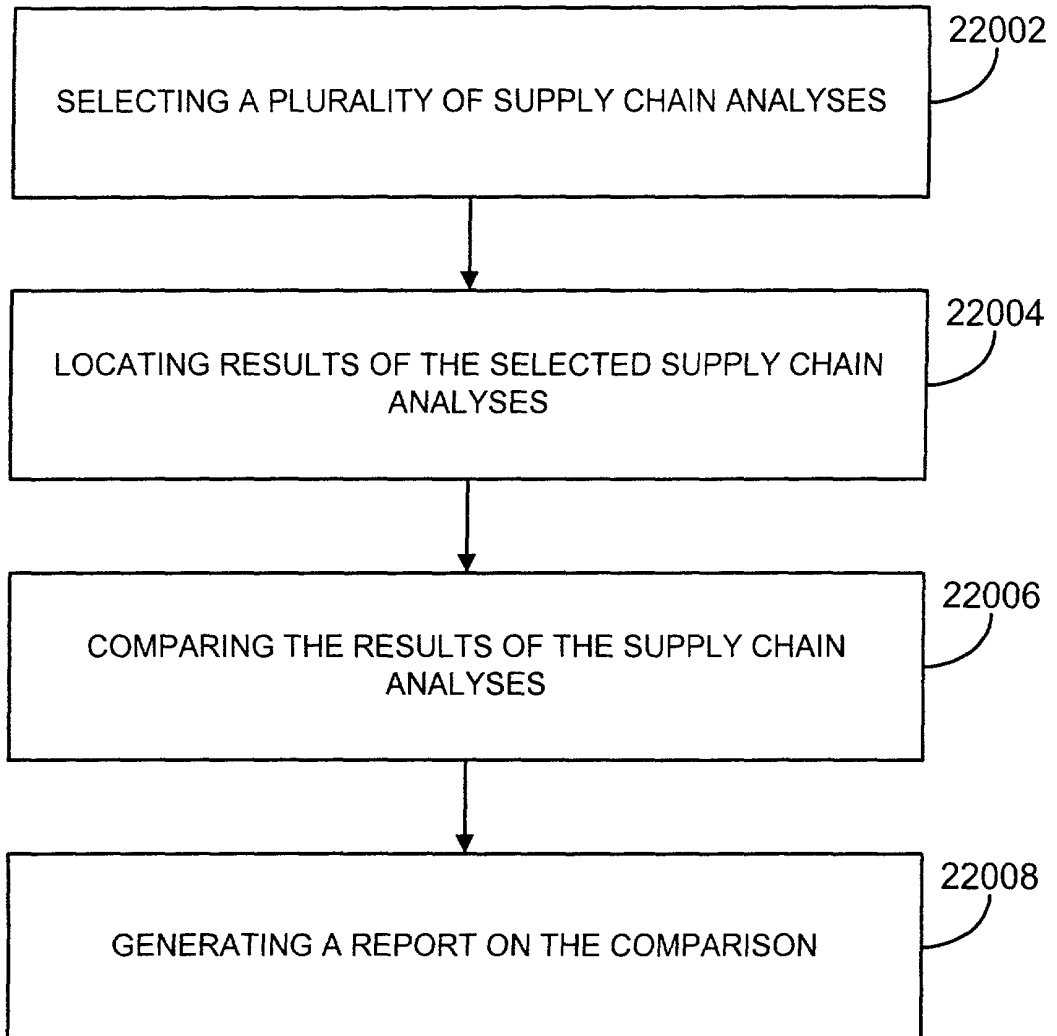 22002
SELECTING A PLURALITY OF SUPPLY CHAIN ANALYSES
22004
LOCATING RESULTS OF THE SELECTED SUPPLY CHAIN
ANALYSES
22006
COMPARING THE RESULTS OF THE SUPPLY CHAIN
ANALYSES
22008
GENERATING A REPORT ON THE COMPARISON